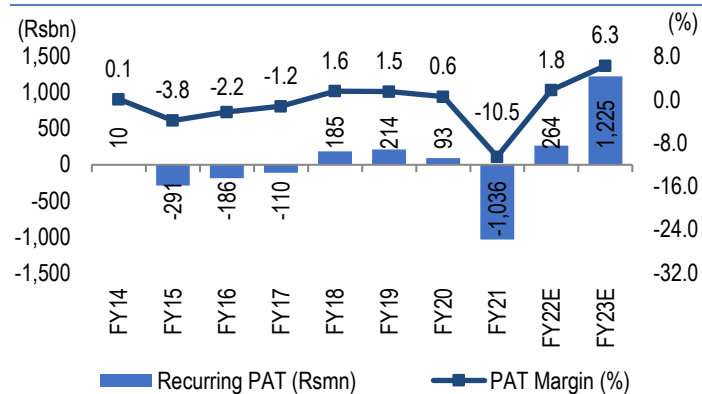 (Rsbn) (%)
1,500 8.0
1,000 0.0
500 -8.0
0 -16.0
-500 -24.0
-1,000 -32.0
-1,500
0.1 -3.8 -2.2 -1.2 1.6 1.5 0.6 -10.5 1.8 6.3
10 -291 -186 -110 185 214 93 -1,036 264 1,225
FY14 FY15 FY16 FY17 FY18 FY19 FY20 FY21 FY22E FY23E
Recurring PAT (Rsmn) PAT Margin (%)